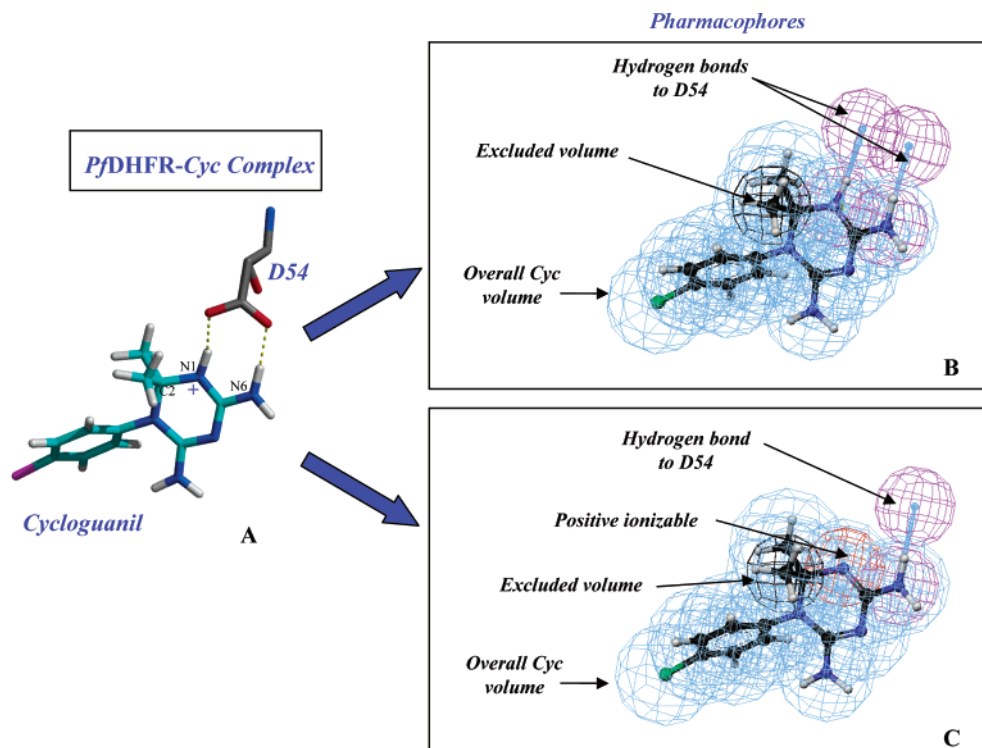 Pharmacophores
PfDHFR-Cyc Complex
D54
N1
+
C2
N6
Cycloguanil
A
Hydrogen bonds
to D54
Excluded volume
Overall Cyc
volume
B
Hydrogen bond
to D54
Positive ionizable
Excluded volume
Overall Cyc
volume
C